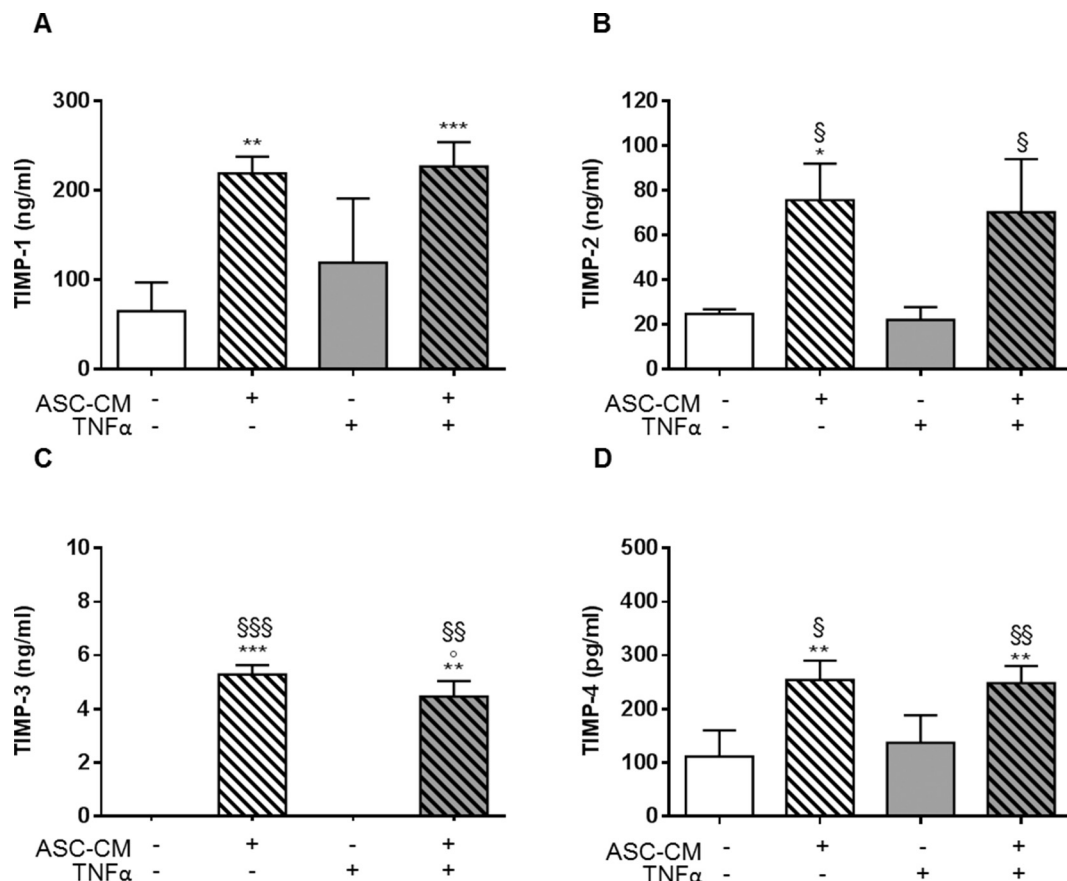 A
TIMP-1 (ng/ml)
300
200
100
0
**
***
ASC-CM - + - +
TNFα - - + +
B
TIMP-2 (ng/ml)
120
100
80
60
40
20
0
§
*
§
ASC-CM - + - +
TNFα - - + +
C
TIMP-3 (ng/ml)
10
8
6
4
2
0
§§§
***
§§
°
**
ASC-CM - + - +
TNFα - - + +
D
TIMP-4 (pg/ml)
500
400
300
200
100
0
§
**
§§
**
ASC-CM - + - +
TNFα - - + +